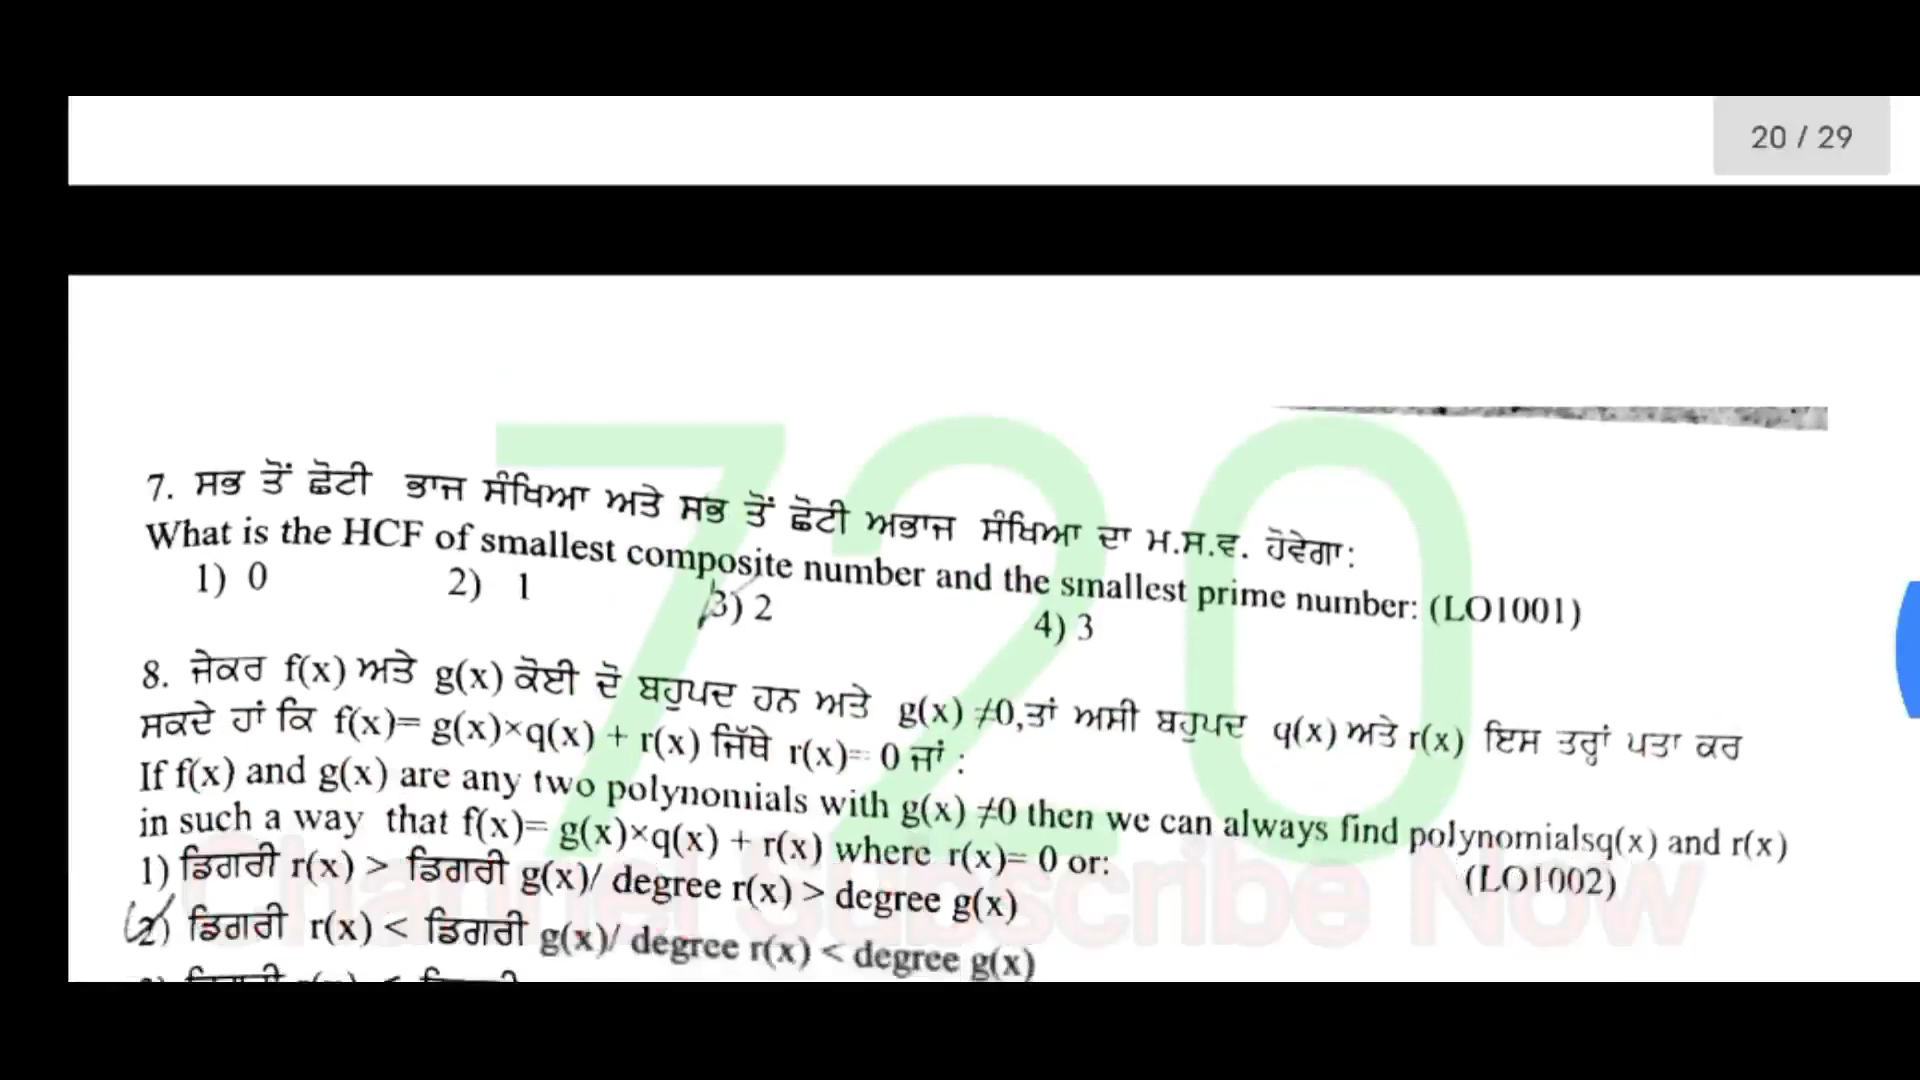 20 / 29
7. ਸਭ ਤੋਂ ਛੋਟੀ ਭਾਜ ਸੰਖਿਆ ਅਤੇ ਸਭ ਤੋਂ ਛੋਟੀ ਅਭਾਜ ਸੰਖਿਆ ਦਾ ਮ.ਸ.ਵ. ਹੋਵੇਗਾ:
What is the HCF of smallest composite number and the smallest prime number: (LO1001)
1) 0 2) 1 3) 2 4) 3
8. ਜੇਕਰ f(x) ਅਤੇ g(x) ਕੋਈ ਦੋ ਬਹੁਪਦ ਹਨ ਅਤੇ g(x) ≠0,ਤਾਂ ਅਸੀ ਬਹੁਪਦ q(x) ਅਤੇ r(x) ਇਸ ਤਰ੍ਹਾਂ ਪਤਾ ਕਰ
ਸਕਦੇ ਹਾਂ ਕਿ f(x)= g(x)×q(x) + r(x) ਜਿੱਥੇ r(x)= 0 ਜਾਂ :
If f(x) and g(x) are any two polynomials with g(x) ≠0 then we can always find polynomialsq(x) and r(x)
in such a way that f(x)= g(x)×q(x) + r(x) where r(x)= 0 or: (LO1002)
1) ਡਿਗਰੀ r(x) > ਡਿਗਰੀ g(x)/ degree r(x) > degree g(x)
2) ਡਿਗਰੀ r(x) < ਡਿਗਰੀ g(x)/ degree r(x) < degree g(x)
720
Channel Subscribe Now